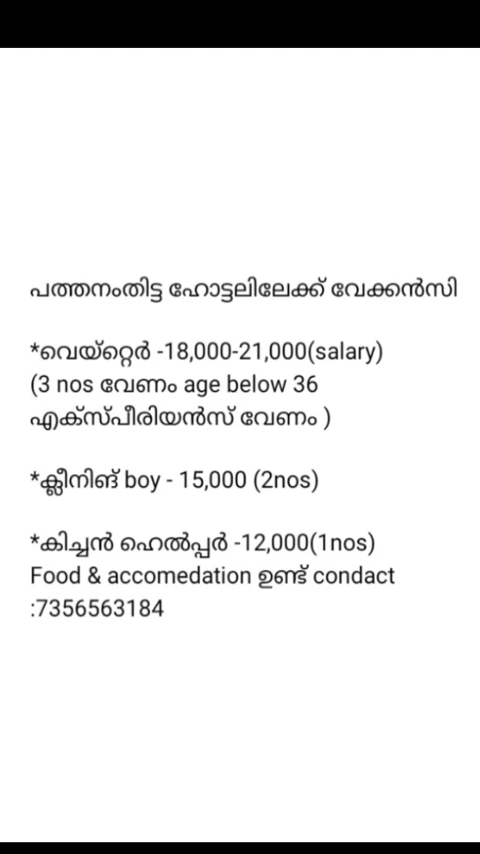 പത്തനംതിട്ട ഹോട്ടലിലേക്ക് വേക്കൻസി
*വെയ്റ്റെർ -18,000-21,000(salary)
(3 nos വേണം age below 36
എക്സ്പീരിയൻസ് വേണം )
*ക്ലീനിങ് boy - 15,000 (2nos)
*കിച്ചൻ ഹെൽപ്പർ -12,000(1nos)
Food & accomedation ഉണ്ട് condact
:7356563184